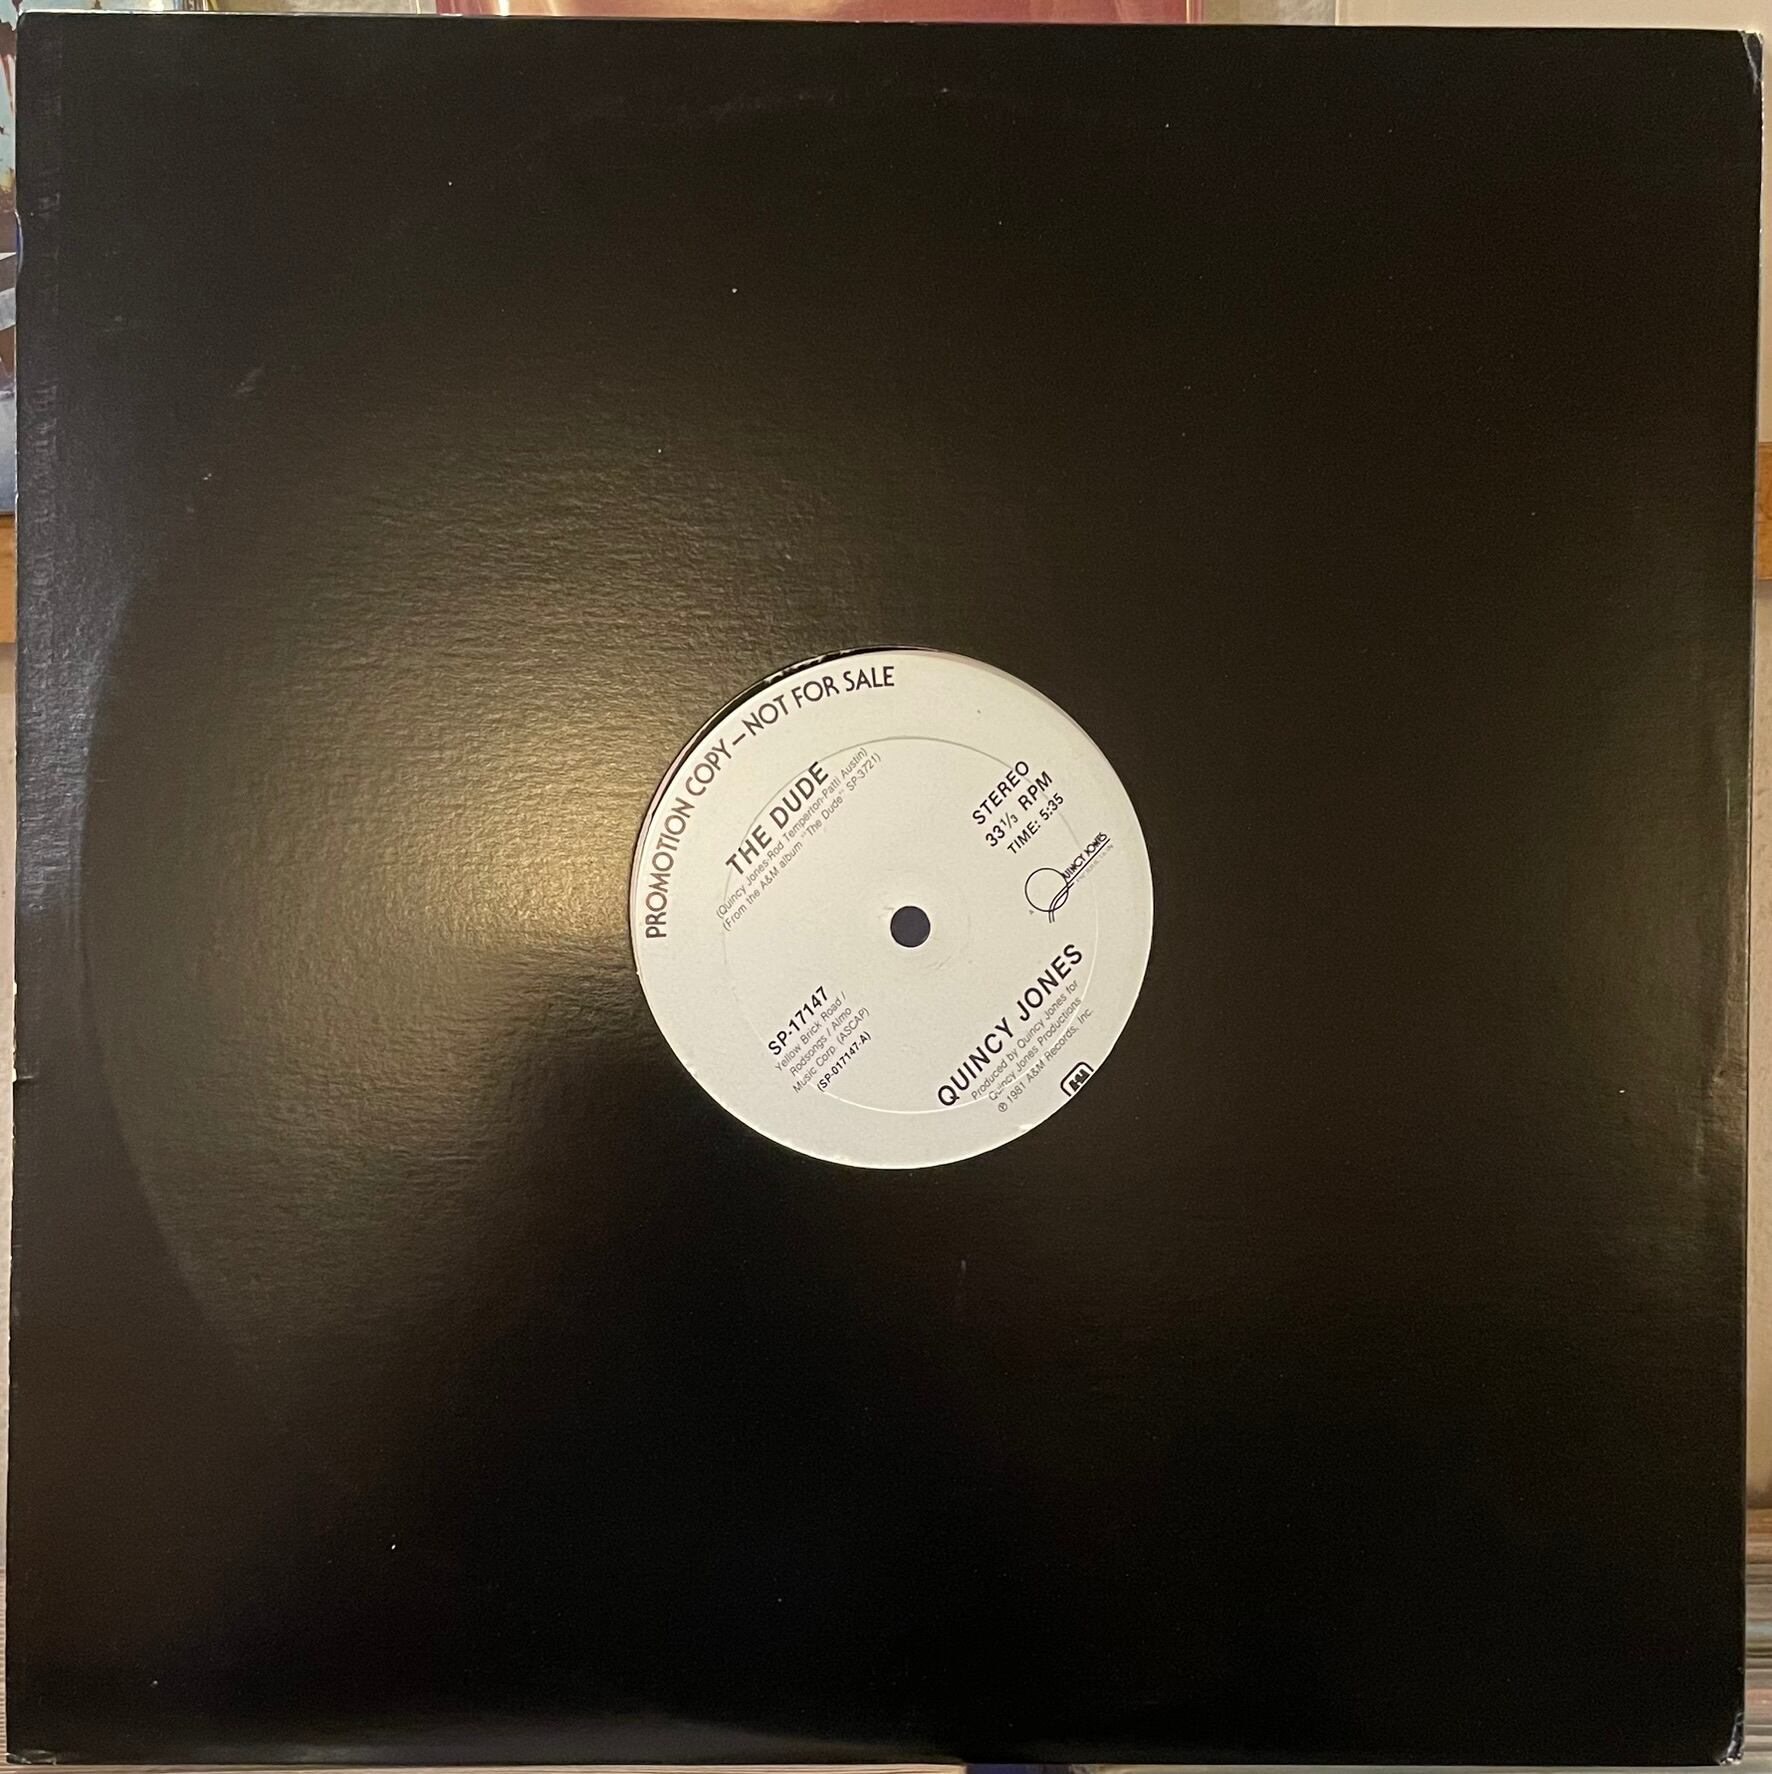 PROMOTION COPY — NOT FOR SALE
THE DUDE
(Quincy Jones-Rod Temperton-Patti Austin)
(From the A&M album "The Dude" SP-3721)
STEREO
33⅓ RPM
TIME: 5:35
QUINCY JONES
SP-17147
Yellow Brick Road /
Rodsongs / Almo
Music Corp. (ASCAP)
(SP-017147-A)
QUINCY JONES
Produced by Quincy Jones for
Quincy Jones Productions
℗ 1981 A&M Records, Inc.
A&M